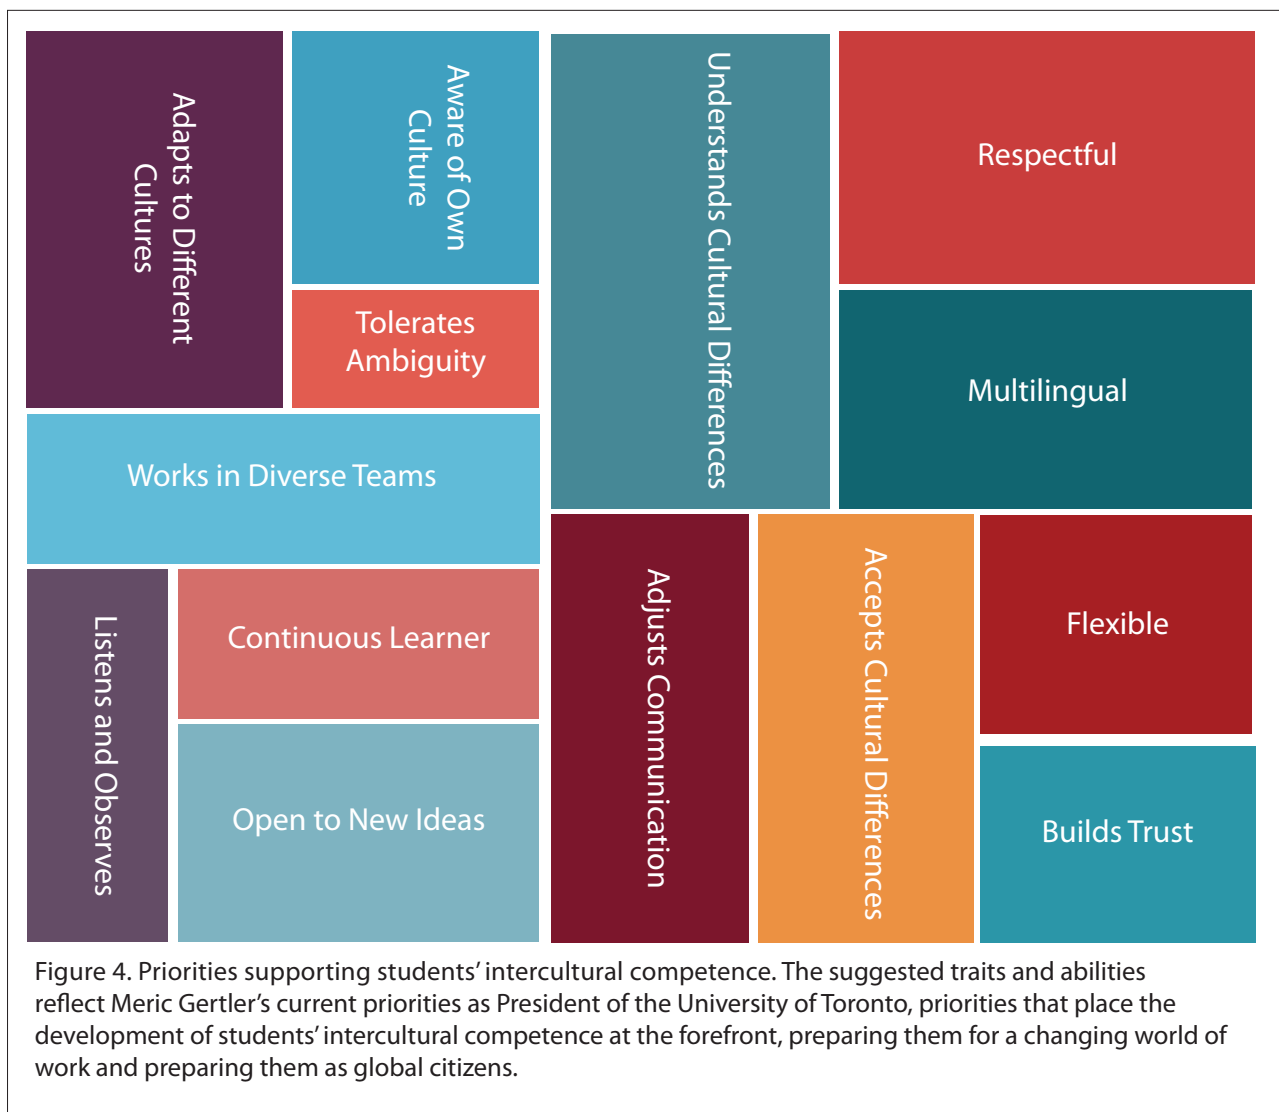 Adapts to Different
Cultures
Aware of Own
Culture
Tolerates
Ambiguity
Understands Cultural Differences
Respectful
Multilingual
Works in Diverse Teams
Listens and Observes
Continuous Learner
Open to New Ideas
Adjusts Communication
Accepts Cultural Differences
Flexible
Builds Trust
Figure 4. Priorities supporting students’ intercultural competence. The suggested traits and abilities
reflect Meric Gertler’s current priorities as President of the University of Toronto, priorities that place the
development of students’ intercultural competence at the forefront, preparing them for a changing world of
work and preparing them as global citizens.